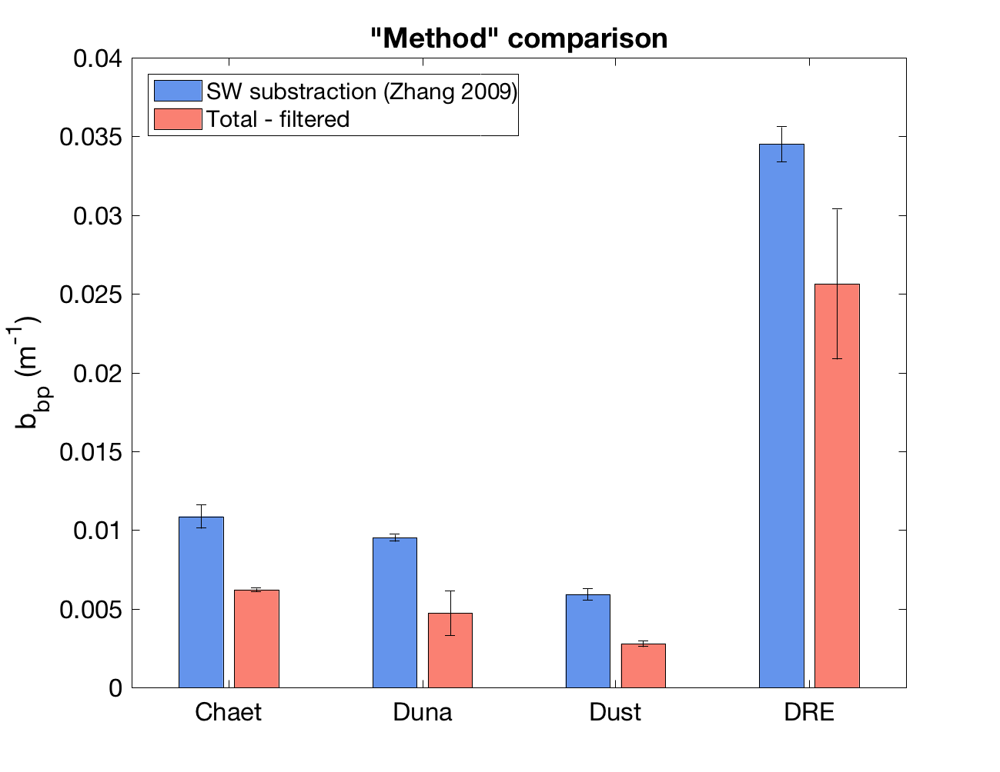 "Method" comparison
SW substraction (Zhang 2009)
Total - filtered
0.04
0.035
0.03
0.025
0.02
0.015
0.01
0.005
0
b_bp (m^-1)
Chaet Duna Dust DRE